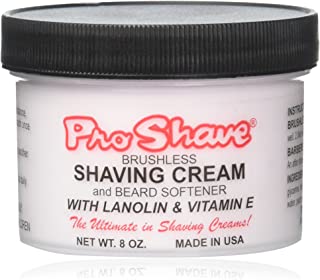 Pro Shave®
BRUSHLESS
SHAVING CREAM
and BEARD SOFTENER
WITH LANOLIN & VITAMIN E
The Ultimate in Shaving Creams!
NET WT. 8 OZ. MADE IN USA